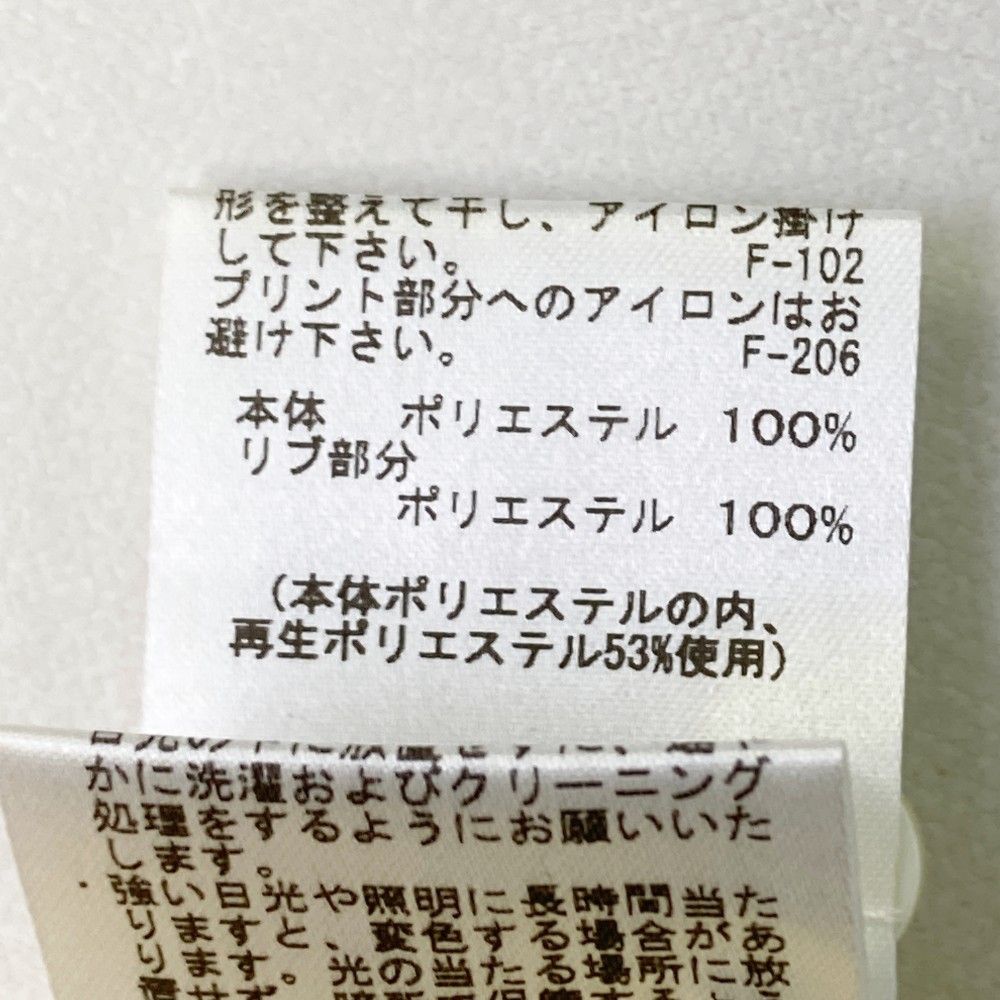 形を整えて干し、アイロン掛け
して下さい。 F-102
プリント部分へのアイロンはお
避け下さい。 F-206
本体 ポリエステル 100%
リブ部分
ポリエステル 100%
（本体ポリエステルの内、
再生ポリエステル53%使用）
かに洗濯およびクリーニング
処理をするようにお願いいた
します。
・強い日光や照明に長時間当た
りますと、変色する場合があ
ります。光の当たる場所に放